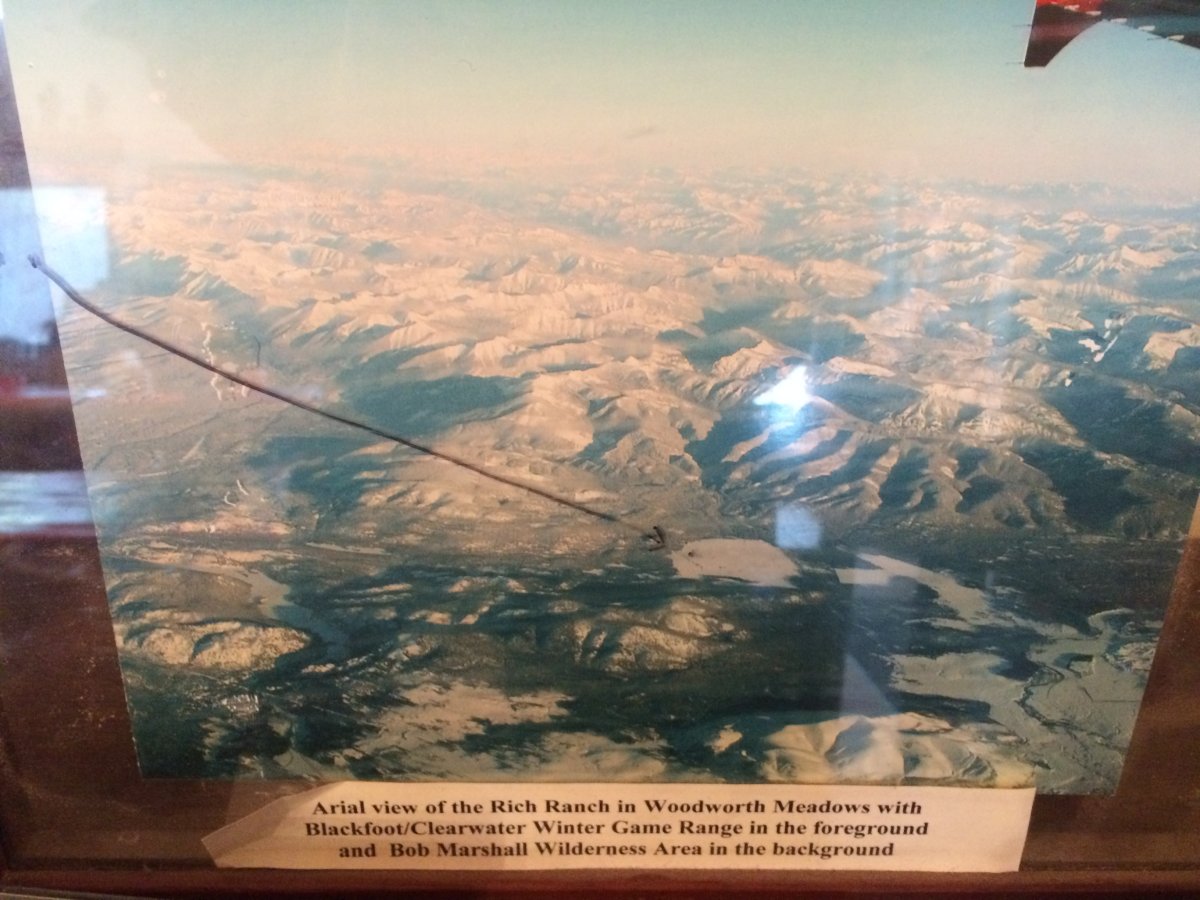 Arial view of the Rich Ranch in Woodworth Meadows with
Blackfoot/Clearwater Winter Game Range in the foreground
and Bob Marshall Wilderness Area in the background